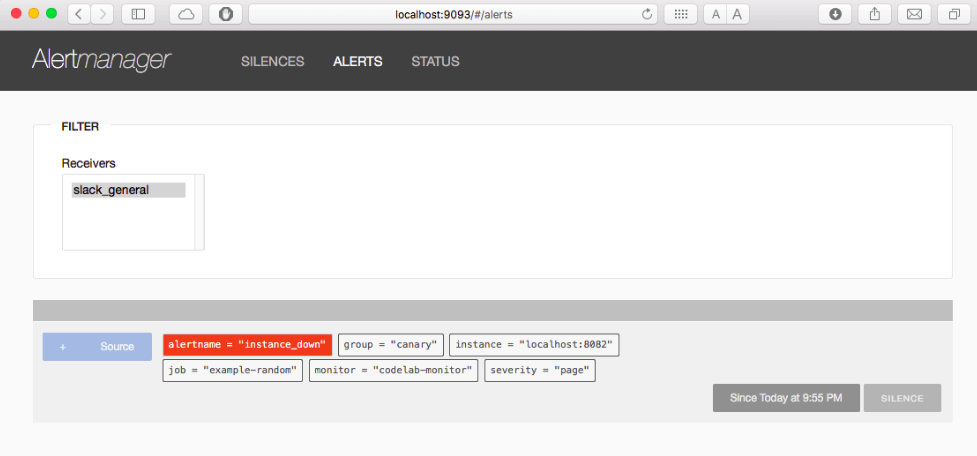 localhost:9093/#/alerts
A A
Alertmanager SILENCES ALERTS STATUS
FILTER
Receivers
slack_general
+ Source alertname = "instance_down" group = "canary" instance = "localhost:8082"
job = "example-random" monitor = "codelab-monitor" severity = "page"
Since Today at 9:55 PM SILENCE